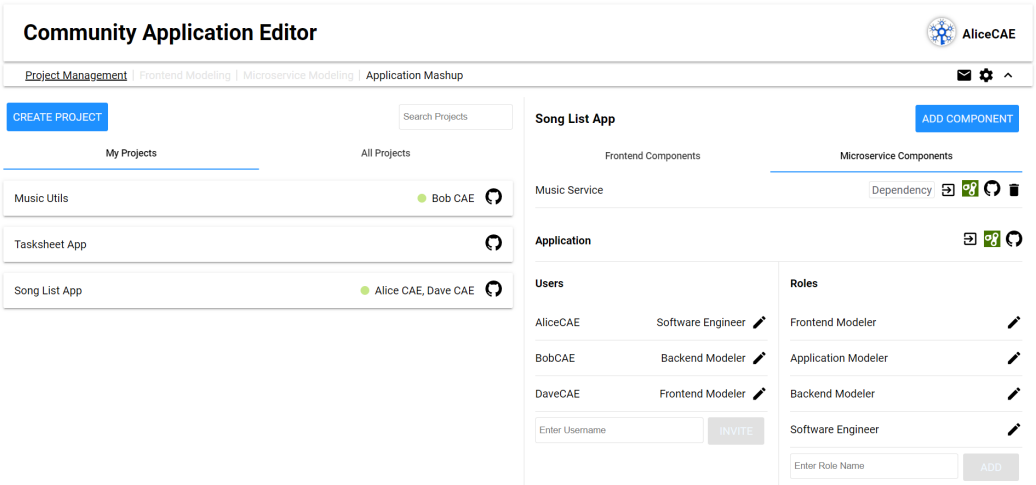 Community Application Editor
AliceCAE
Project Management | Frontend Modeling | Microservice Modeling | Application Mashup
CREATE PROJECT
Search Projects
My Projects
All Projects
Music Utils
Bob CAE
Tasksheet App
Song List App
Alice CAE, Dave CAE
Song List App
ADD COMPONENT
Frontend Components
Microservice Components
Music Service
Dependency
Application
Users
AliceCAE
Software Engineer
BobCAE
Backend Modeler
DaveCAE
Frontend Modeler
Enter Username
INVITE
Roles
Frontend Modeler
Application Modeler
Backend Modeler
Software Engineer
Enter Role Name
ADD